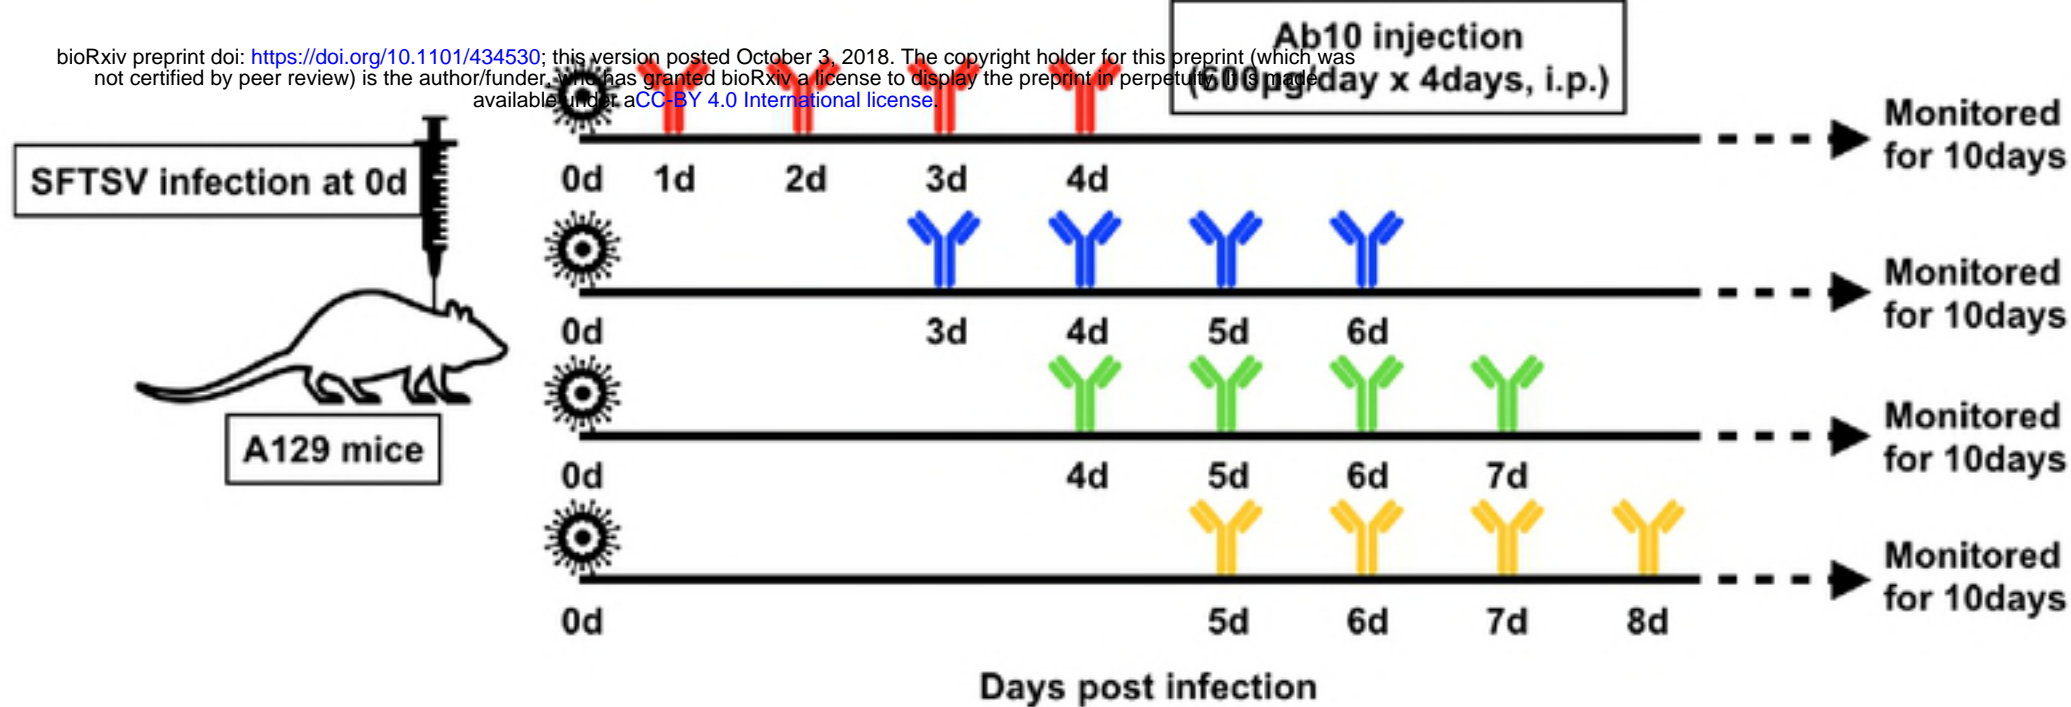 bioRxiv preprint doi: https://doi.org/10.1101/434530; this version posted October 3, 2018. The copyright holder for this preprint (which was
not certified by peer review) is the author/funder, who has granted bioRxiv a license to display the preprint in perpetuity. It is made
available under aCC-BY 4.0 International license.
Ab10 injection
(600μg/day x 4days, i.p.)
SFTSV infection at 0d
A129 mice
0d 1d 2d 3d 4d
Monitored
for 10days
0d 3d 4d 5d 6d
Monitored
for 10days
0d 4d 5d 6d 7d
Monitored
for 10days
0d 5d 6d 7d 8d
Monitored
for 10days
Days post infection